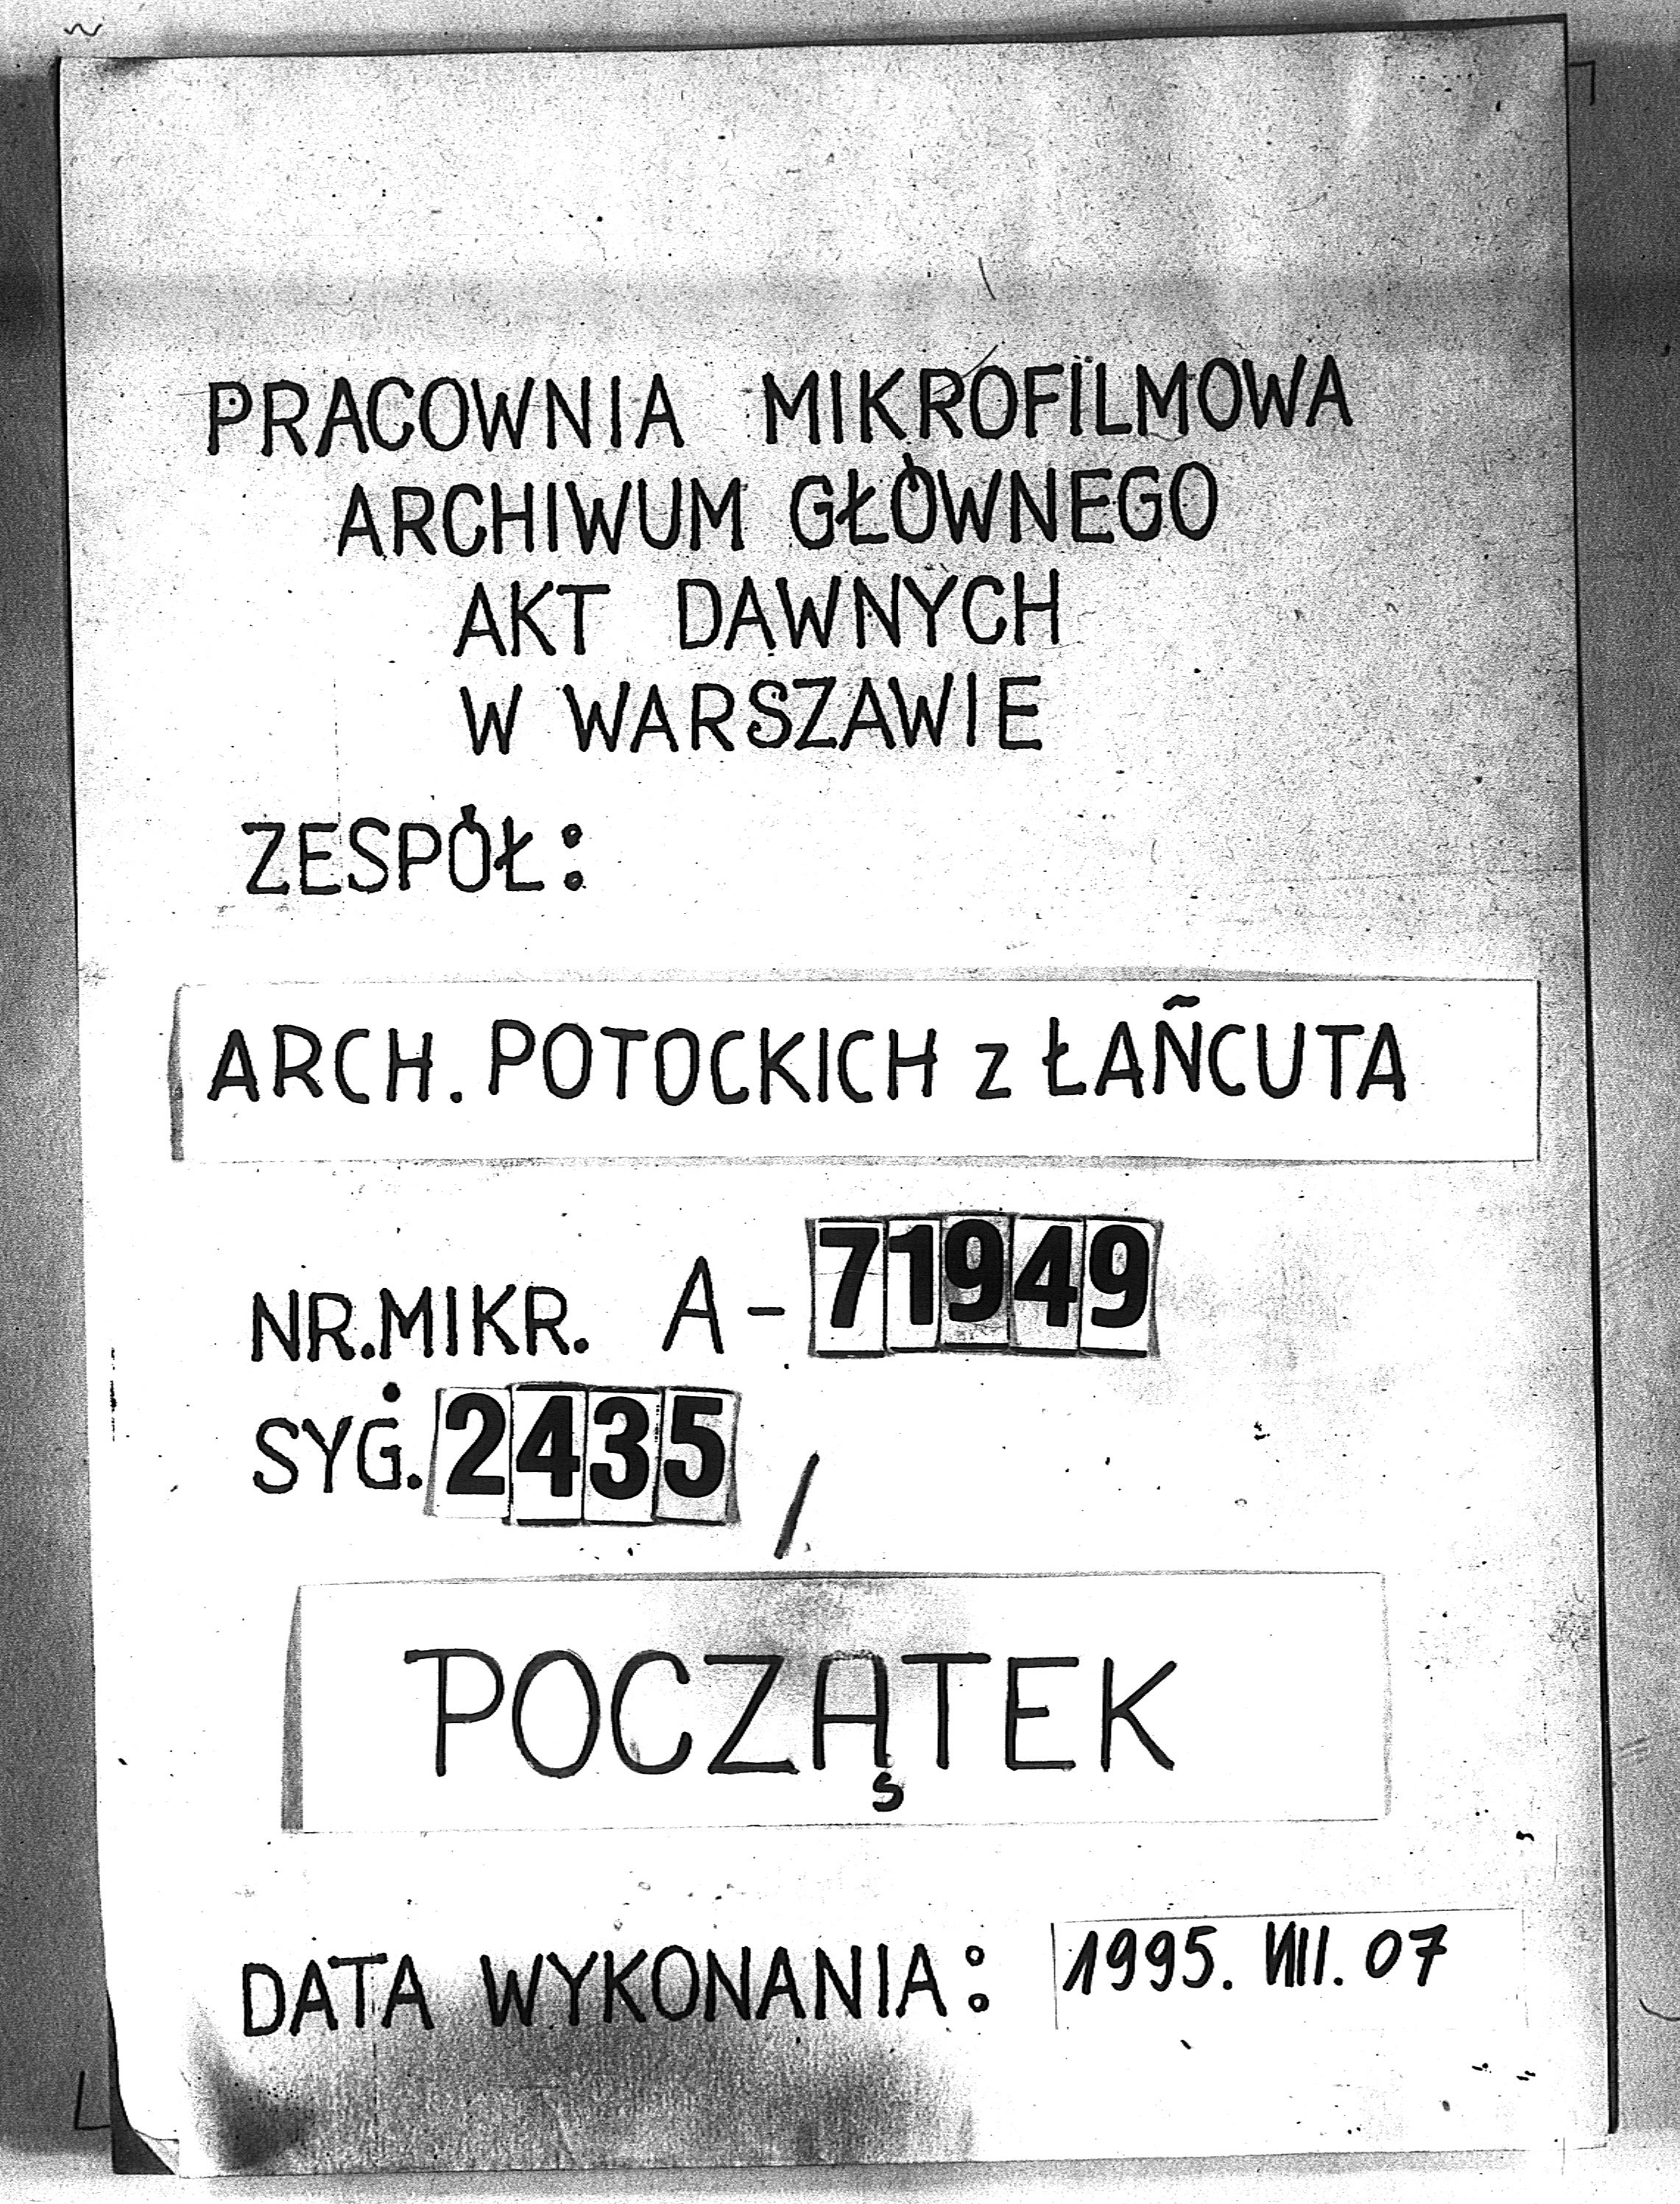 PRACOWNIA MIKROFILMOWA
ARCHIWUM GŁÓWNEGO
AKT DAWNYCH
W WARSZAWIE
ZESPÓŁ:
ARCH. POTOCKICH z ŁAŃCUTA
NR.MIKR. A-71949
SYG. 2435 /
POCZĄTEK
DATA WYKONANIA: 1995. VIII. 07